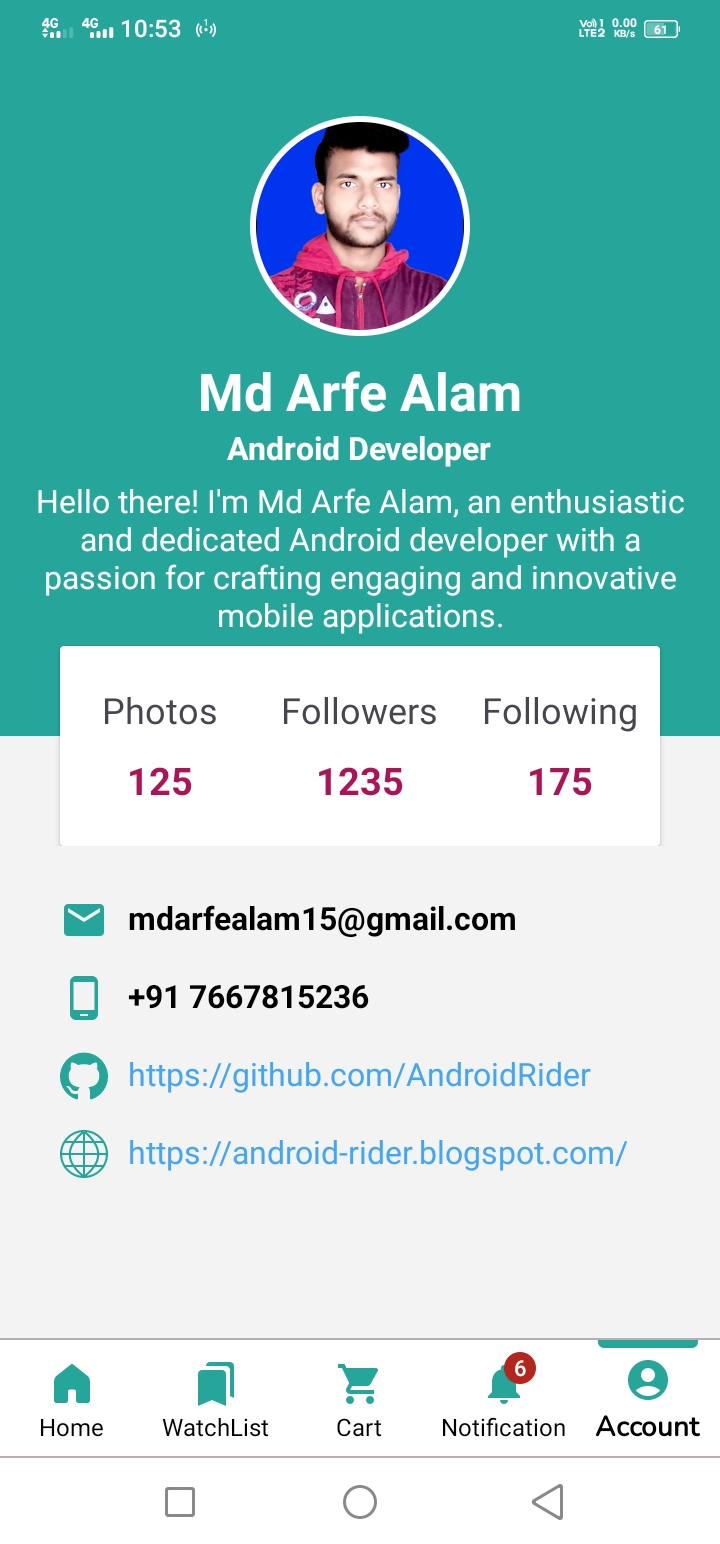 4G 4G 10:53 1 Vo)) 1 LTE2 0.00 KB/s 61
Md Arfe Alam
Android Developer
Hello there! I'm Md Arfe Alam, an enthusiastic
and dedicated Android developer with a
passion for crafting engaging and innovative
mobile applications.
Photos Followers Following
125 1235 175
mdarfealam15@gmail.com
+91 7667815236
https://github.com/AndroidRider
https://android-rider.blogspot.com/
6
Home WatchList Cart Notification Account